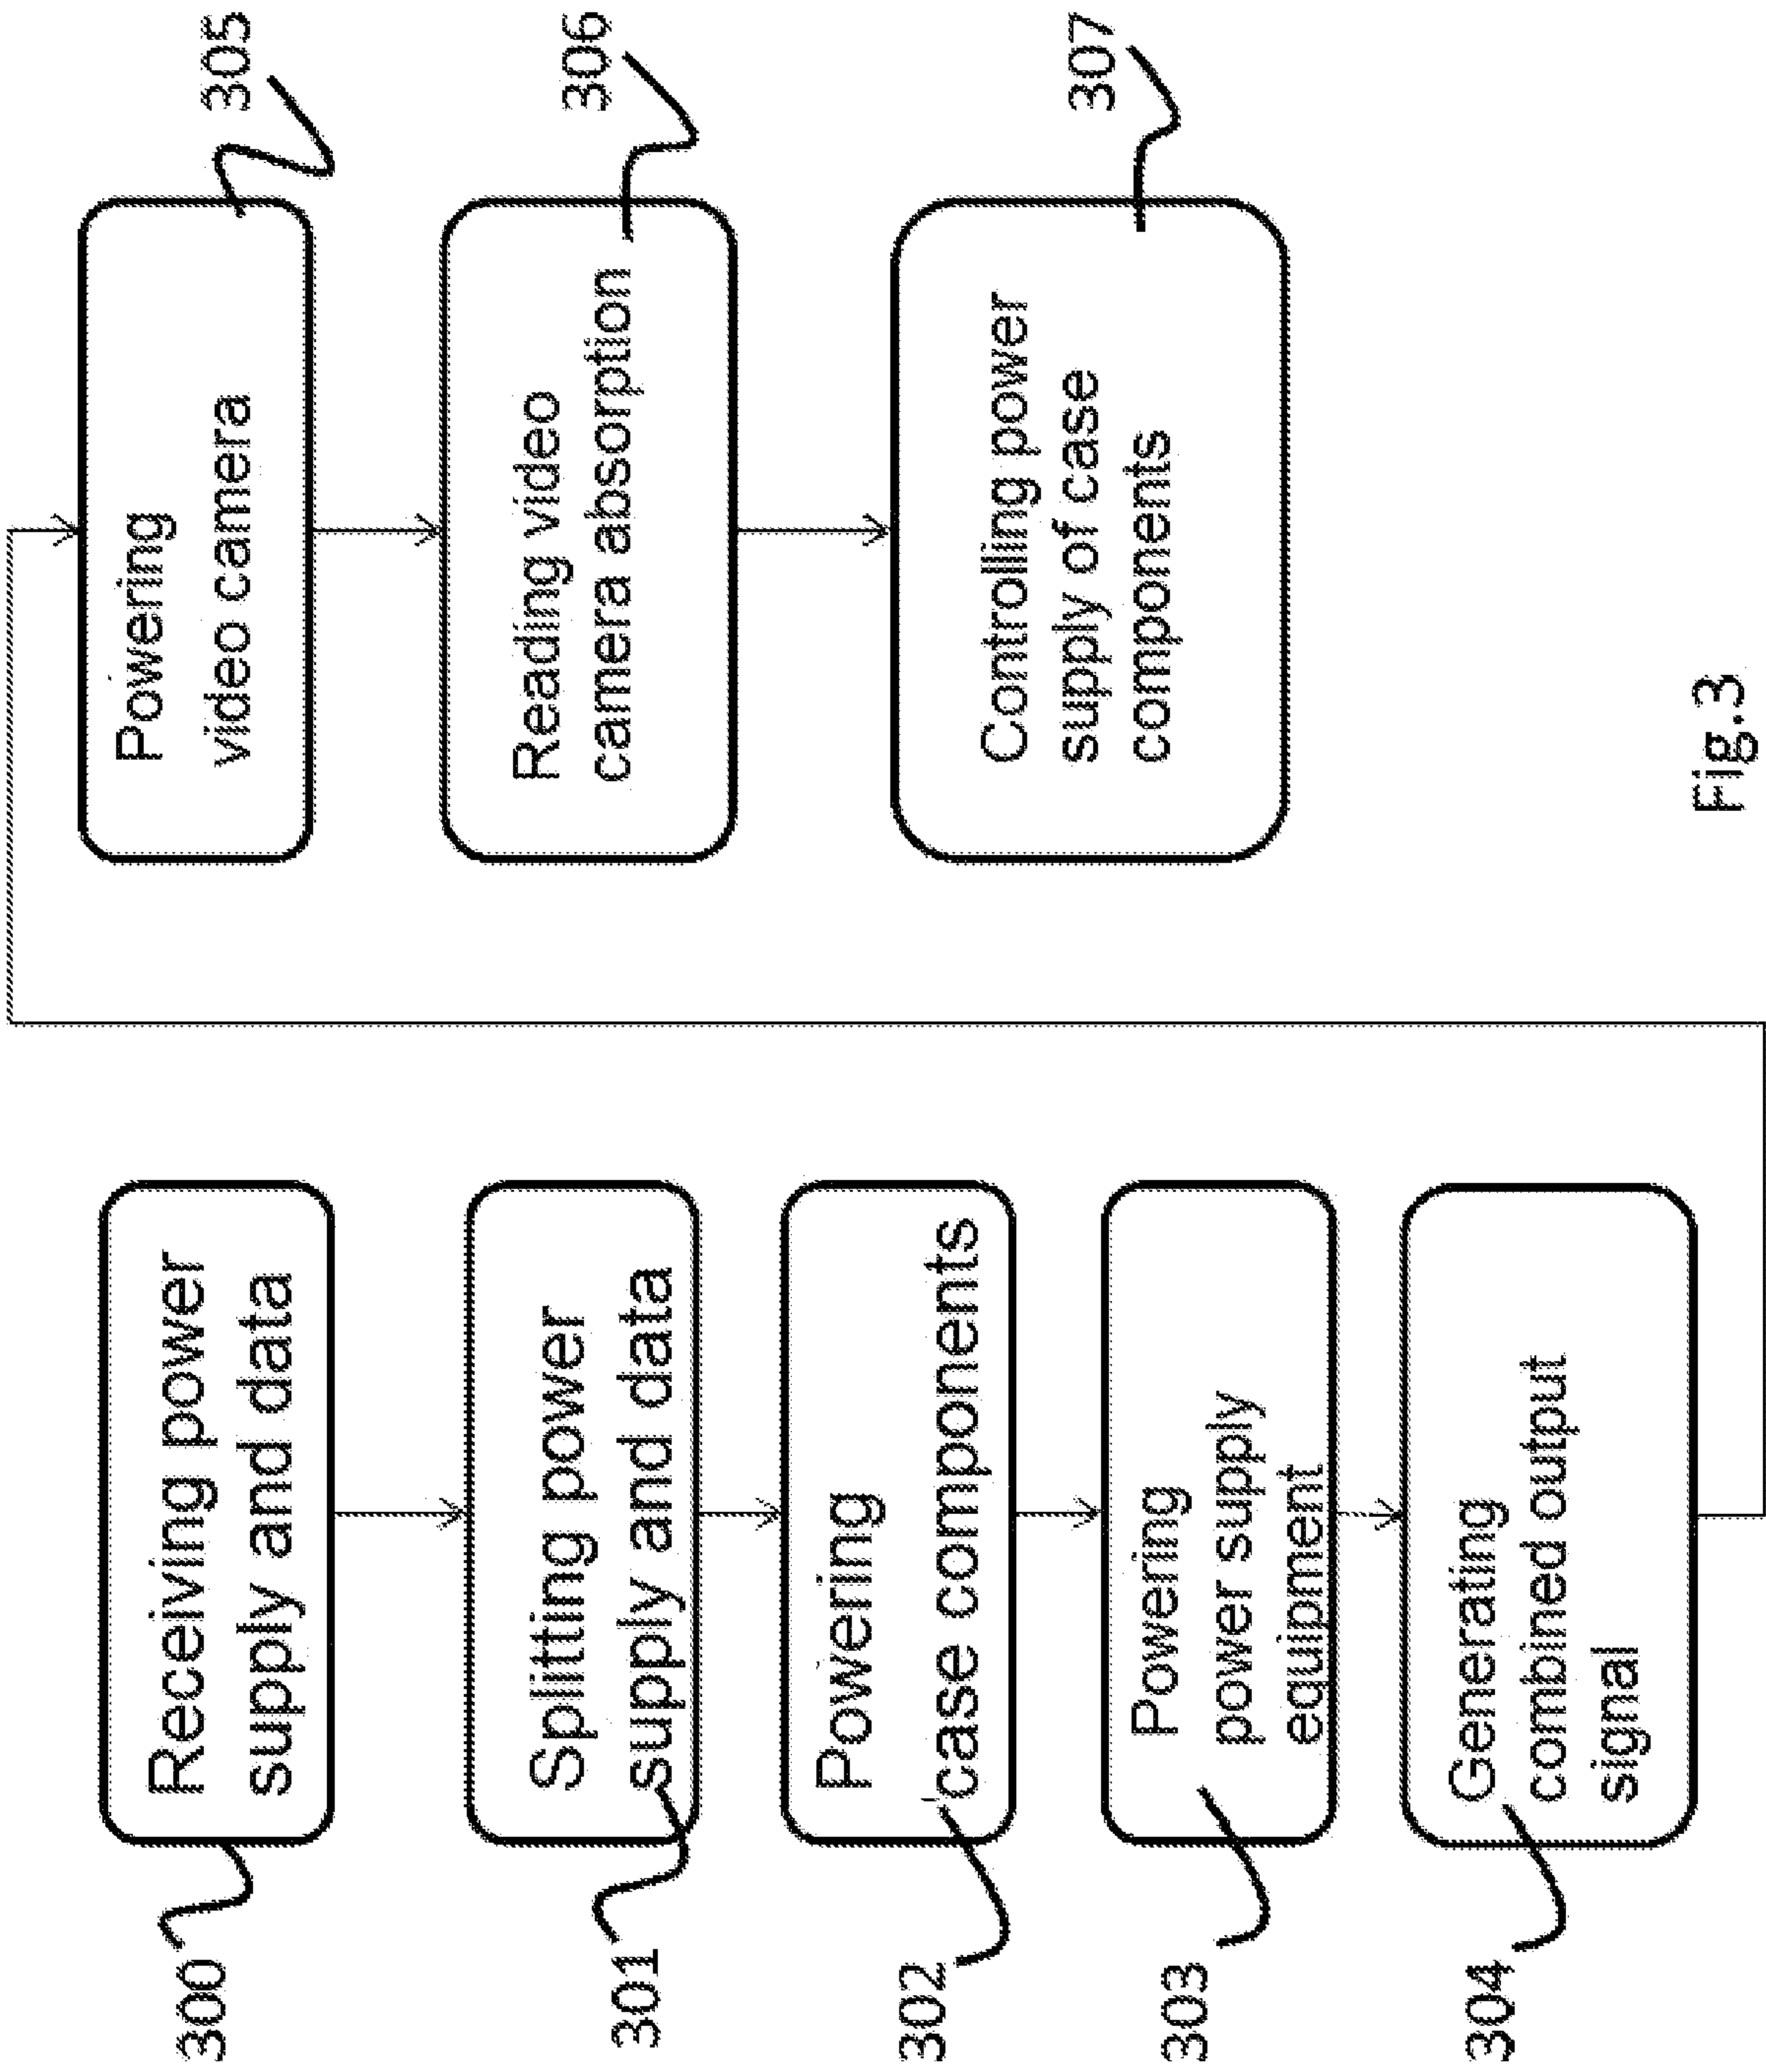 300
Receiving power
supply and data
301
Splitting power
supply and data
302
Powering
case components
303
Powering
power supply
equipment
304
Generating
combined output
signal
Powering
video camera
305
Reading video
camera absorption
306
Controlling power
supply of case
components
307
Fig.3